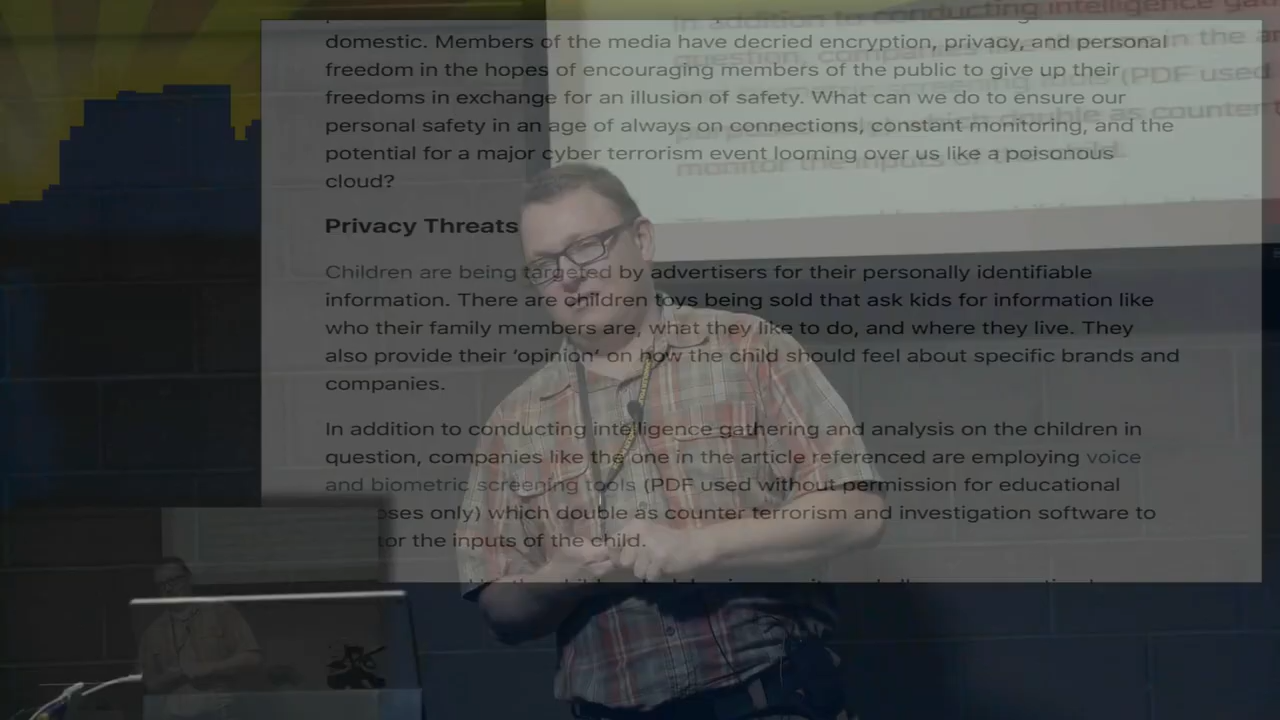 In addition to conducting intelligence
domestic. Members of the media have decried encryption, privacy, and personal
freedom in the hopes of encouraging members of the public to give up their
freedoms in exchange for an illusion of safety. What can we do to ensure our
personal safety in an age of always on connections, constant monitoring, and the
potential for a major cyber terrorism event looming over us like a poisonous
cloud?
Privacy Threats
Children are being targeted by advertisers for their personally identifiable
information. There are children toys being sold that ask kids for information like
who their family members are, what they like to do, and where they live. They
also provide their ‘opinion’ on how the child should feel about specific brands and
companies.
In addition to conducting intelligence gathering and analysis on the children in
question, companies like the one in the article referenced are employing voice
and biometric screening tools (PDF used without permission for educational
oses only) which double as counter terrorism and investigation software to
tor the inputs of the child.